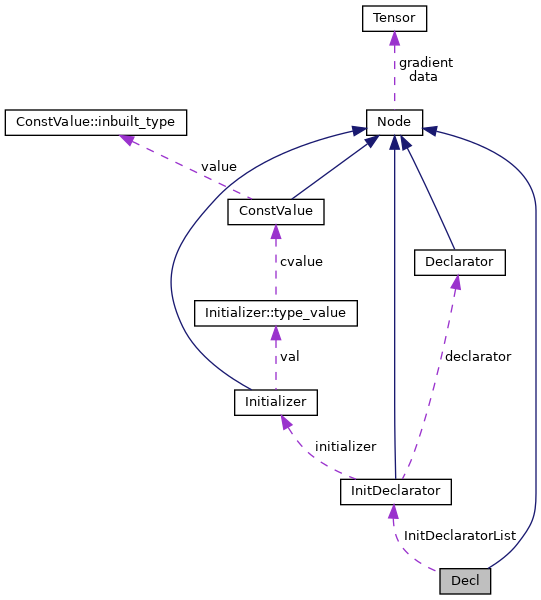 Tensor
gradient
data
ConstValue::inbuilt_type
Node
value
ConstValue
cvalue
Declarator
Initializer::type_value
val
declarator
Initializer
initializer
InitDeclarator
InitDeclaratorList
Decl